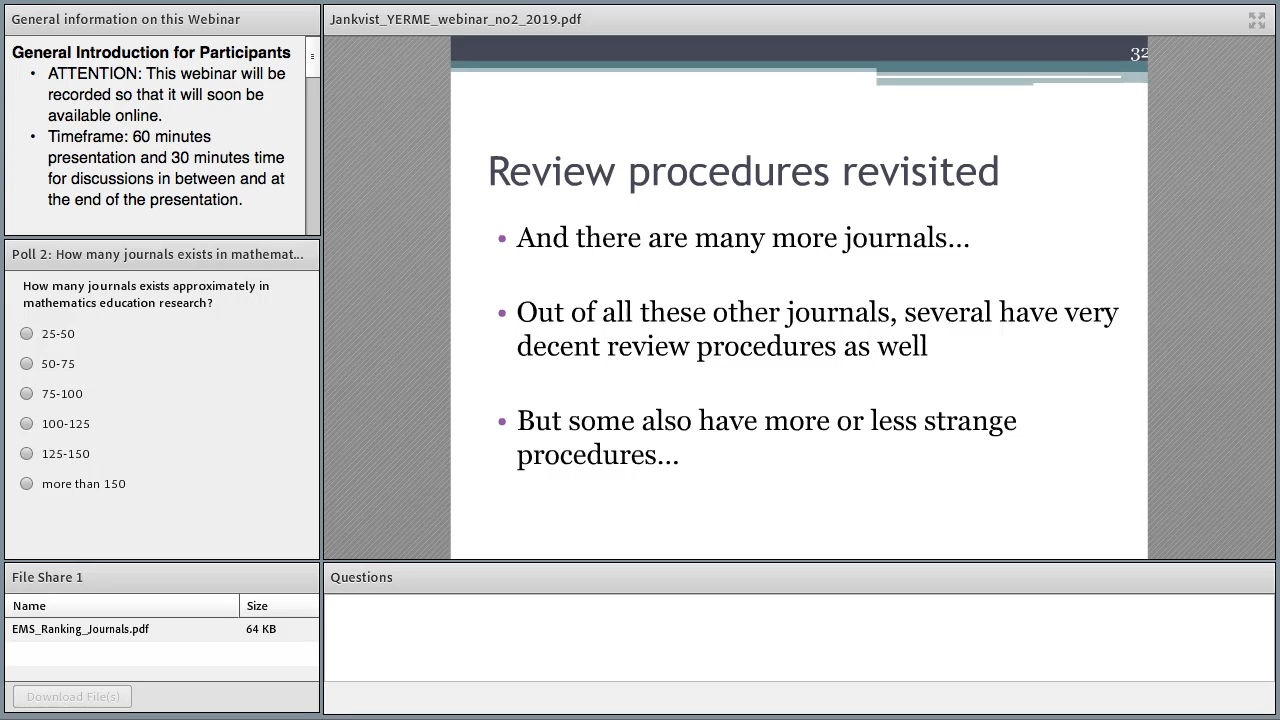 General information on this Webinar
General Introduction for Participants
• ATTENTION: This webinar will be
recorded so that it will soon be
available online.
• Timeframe: 60 minutes
presentation and 30 minutes time
for discussions in between and at
the end of the presentation.
Poll 2: How many journals exists in mathemat...
How many journals exists approximately in
mathematics education research?
25-50
50-75
75-100
100-125
125-150
more than 150
File Share 1
Name Size
EMS_Ranking_Journals.pdf 64 KB
Download File(s)
Jankvist_YERME_webinar_no2_2019.pdf
32
Review procedures revisited
• And there are many more journals...
• Out of all these other journals, several have very
decent review procedures as well
• But some also have more or less strange
procedures...
Questions